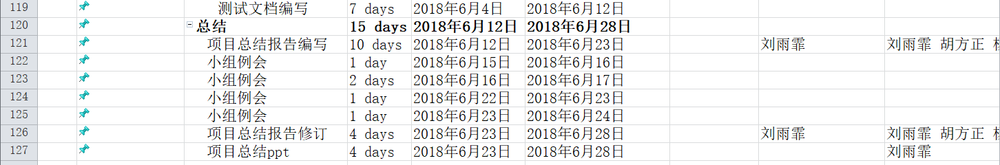 119 测试文档编写 7 days 2018年6月4日 2018年6月12日
120 总结 15 days 2018年6月12日 2018年6月28日
121 项目总结报告编写 10 days 2018年6月12日 2018年6月23日 刘雨霏 刘雨霏 胡方正
122 小组例会 1 day 2018年6月15日 2018年6月16日
123 小组例会 2 days 2018年6月16日 2018年6月17日
124 小组例会 1 day 2018年6月22日 2018年6月23日
125 小组例会 1 day 2018年6月23日 2018年6月24日
126 项目总结报告修订 4 days 2018年6月23日 2018年6月28日 刘雨霏 刘雨霏 胡方正
127 项目总结ppt 4 days 2018年6月23日 2018年6月28日 刘雨霏